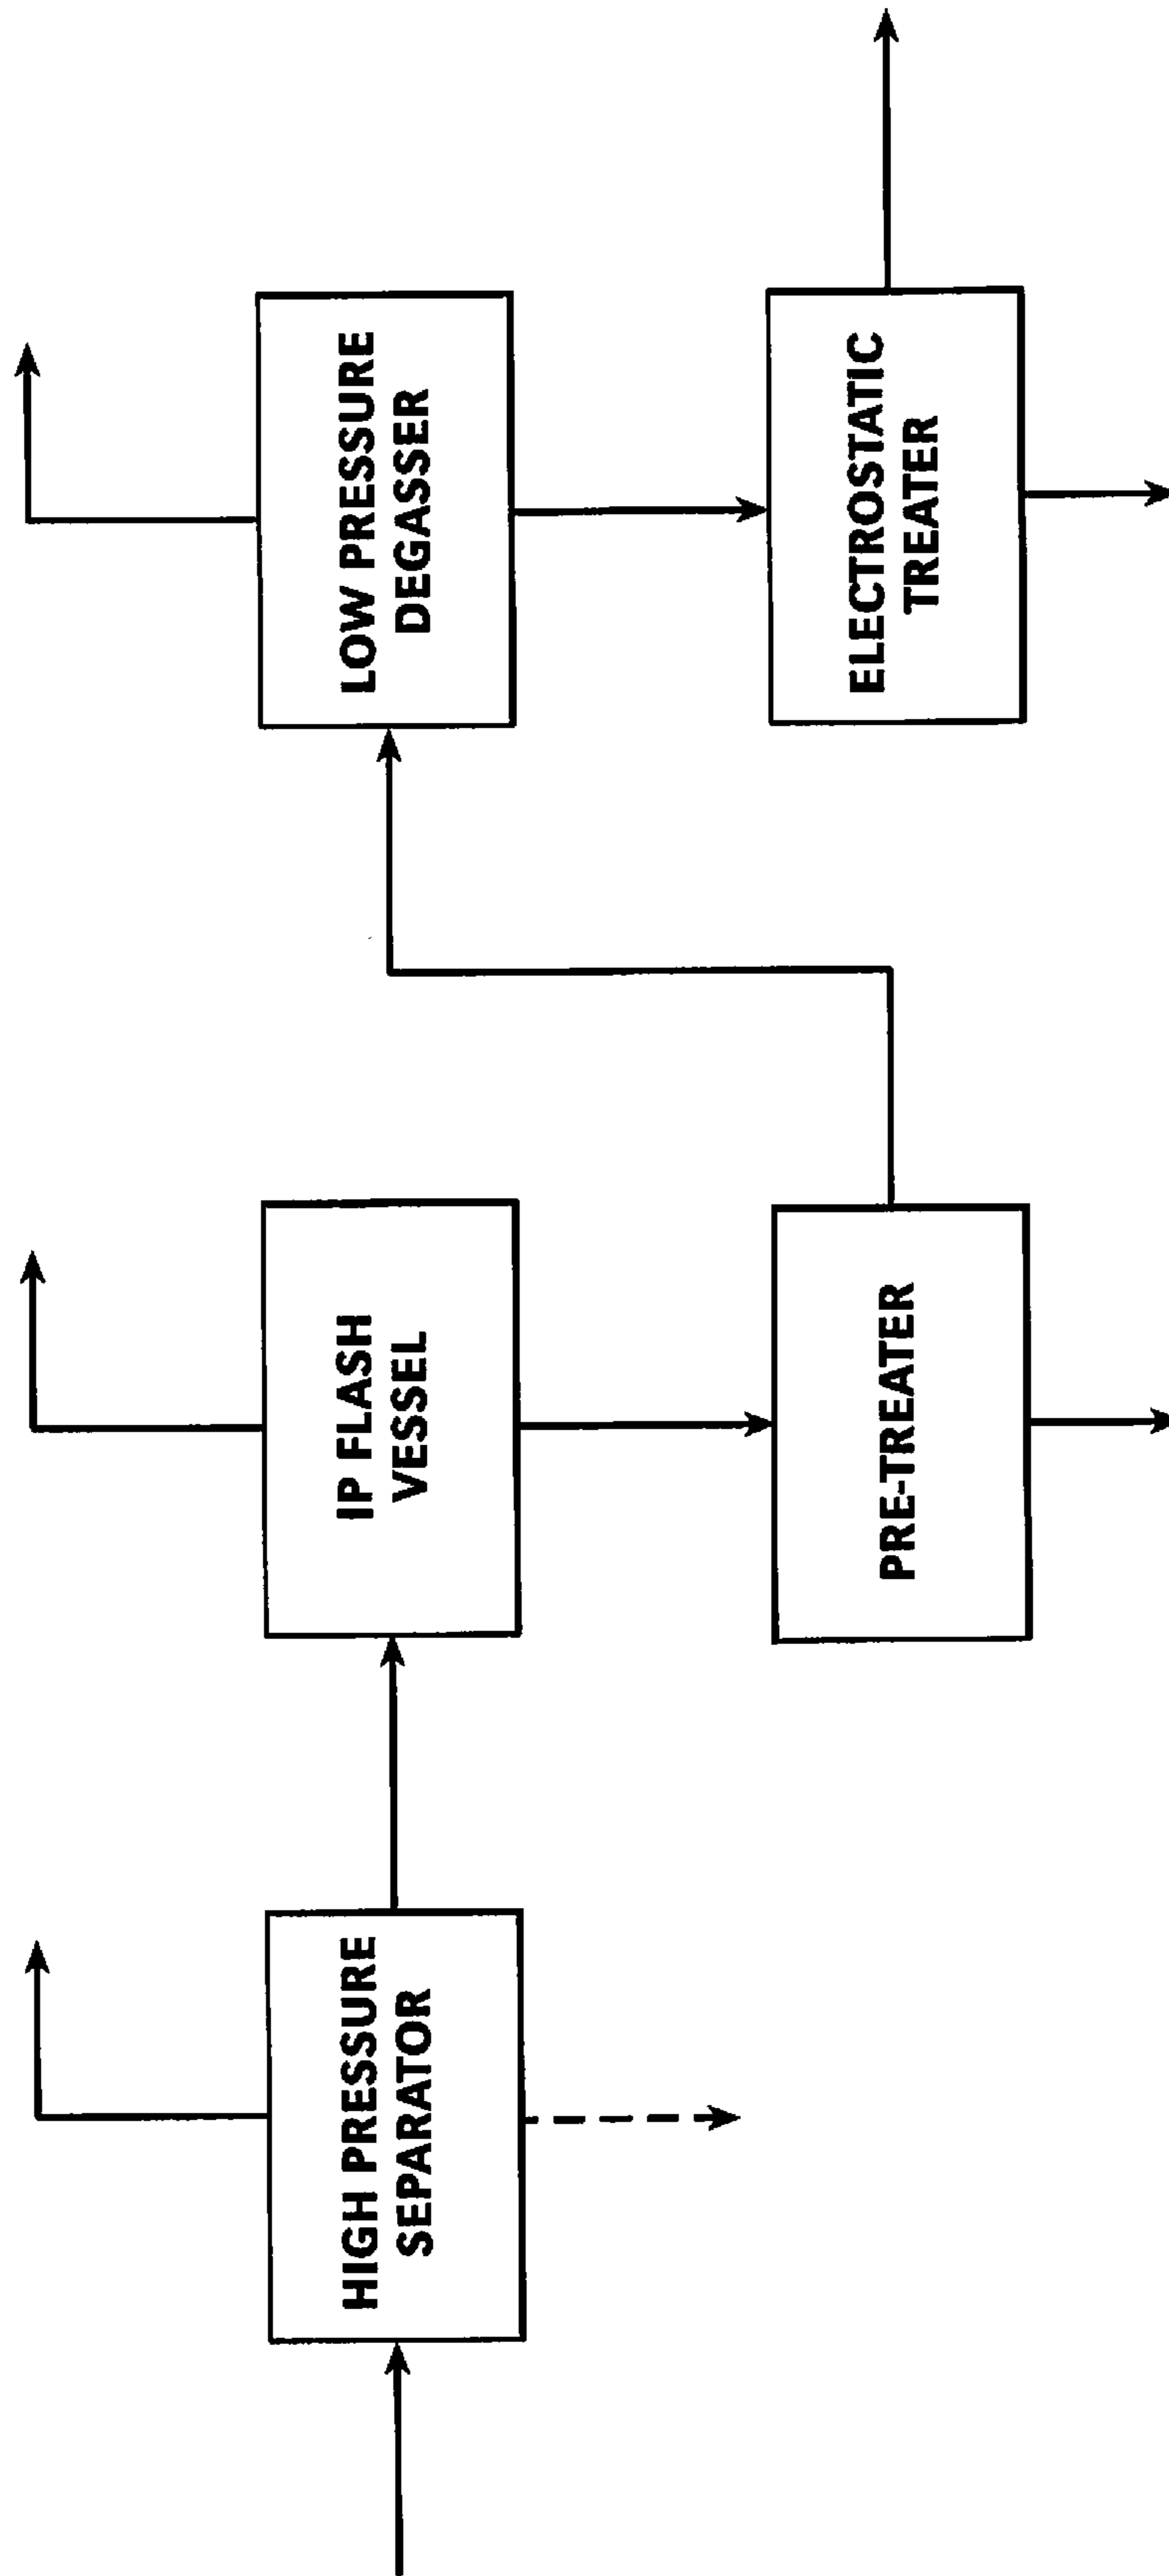 HIGH PRESSURE
SEPARATOR
IP FLASH
VESSEL
PRE-TREATER
LOW PRESSURE
DEGASSER
ELECTROSTATIC
TREATER